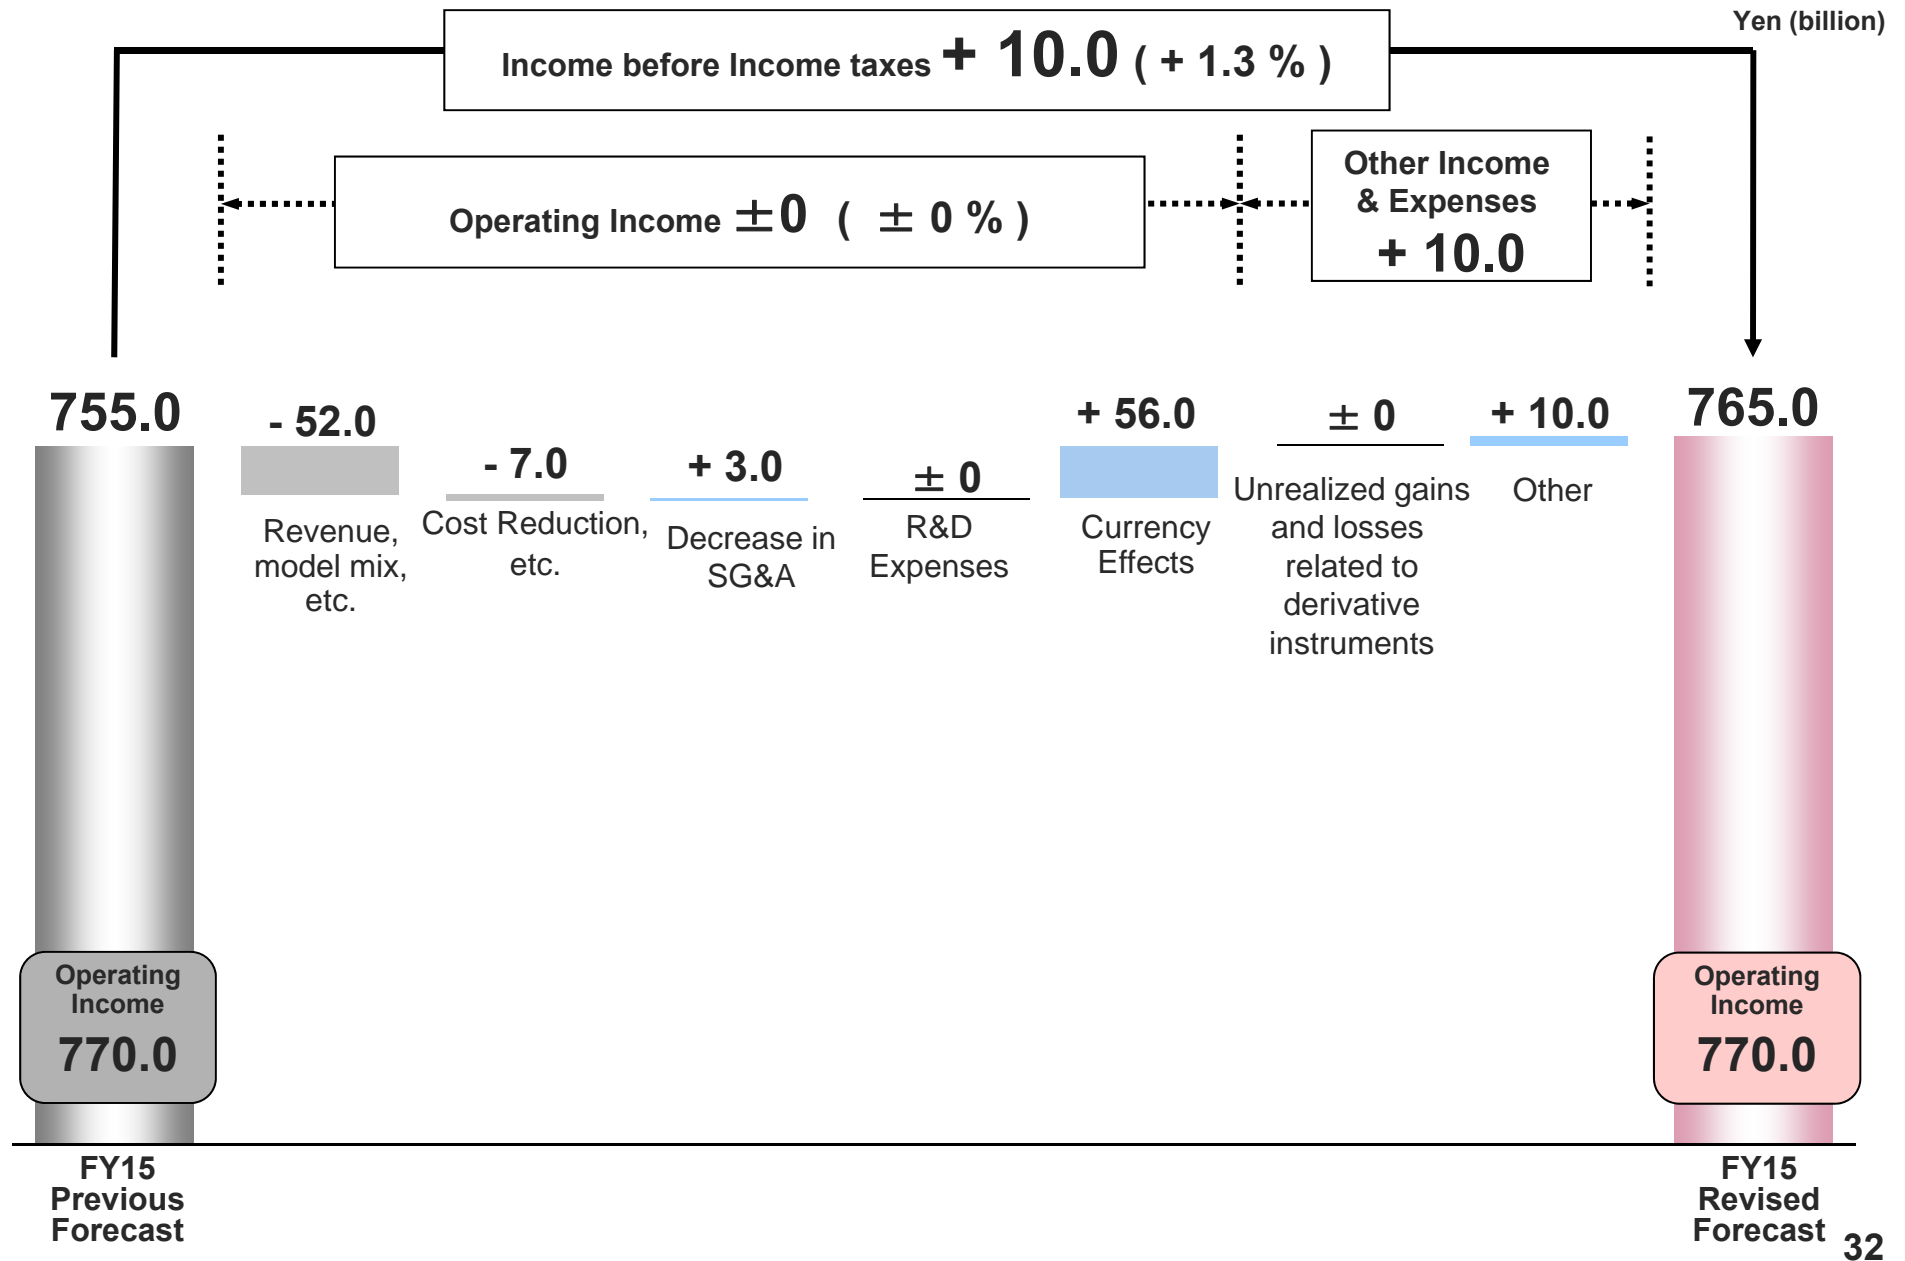 Yen (billion)
Income before Income taxes + 10.0 ( + 1.3 % )
Operating Income ±0 ( ± 0 % )
Other Income
& Expenses
+ 10.0
755.0
- 52.0
Revenue,
model mix,
etc.
- 7.0
Cost Reduction,
etc.
+ 3.0
Decrease in
SG&A
± 0
R&D
Expenses
+ 56.0
Currency
Effects
± 0
Unrealized gains
and losses
related to
derivative
instruments
+ 10.0
Other
765.0
Operating
Income
770.0
Operating
Income
770.0
FY15
Previous
Forecast
FY15
Revised
Forecast
32